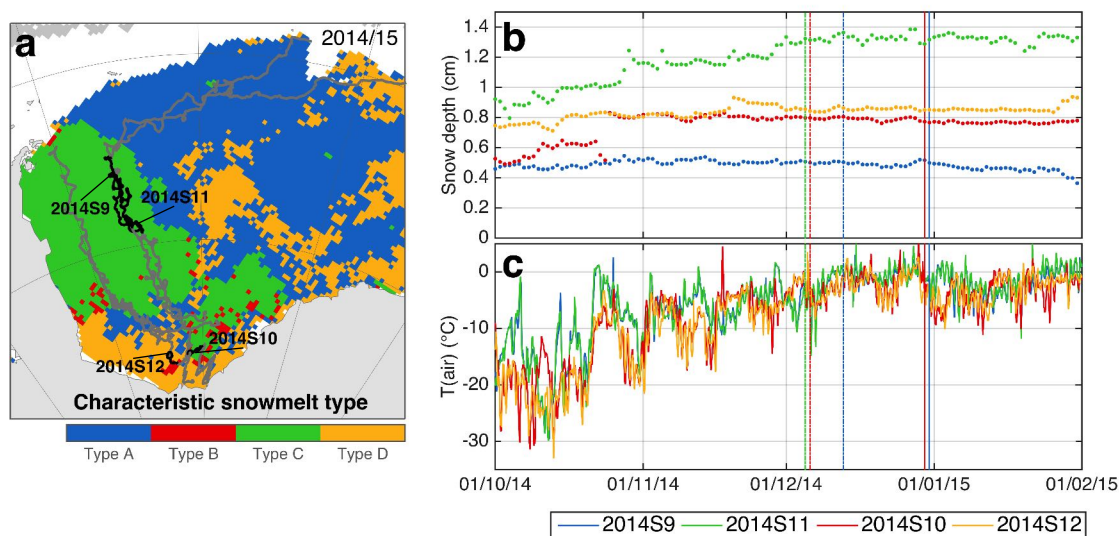 a
2014/15
2014S9
2014S11
2014S10
2014S12
Characteristic snowmelt type
Type A
Type B
Type C
Type D
b
Snow depth (cm)
1.4
1.2
1
0.8
0.6
0.4
0.2
0
c
T(air) (°C)
0
-10
-20
-30
01/10/14
01/11/14
01/12/14
01/01/15
01/02/15
2014S9
2014S11
2014S10
2014S12